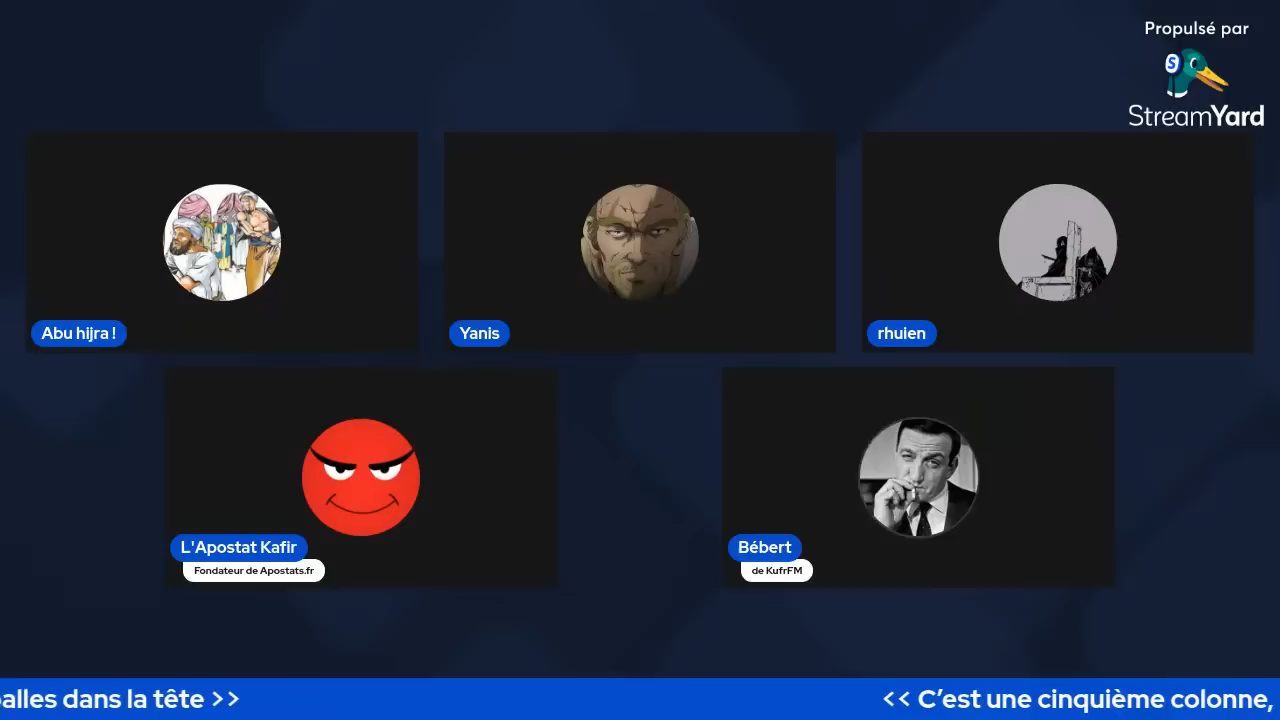 Propulsé par
StreamYard
Abu hijra !
Yanis
rhuien
L'Apostat Kafir
Fondateur de Apostats.fr
Bébert
de KufrFM
dans la tête >>
<< C’est une cinquième colonne,